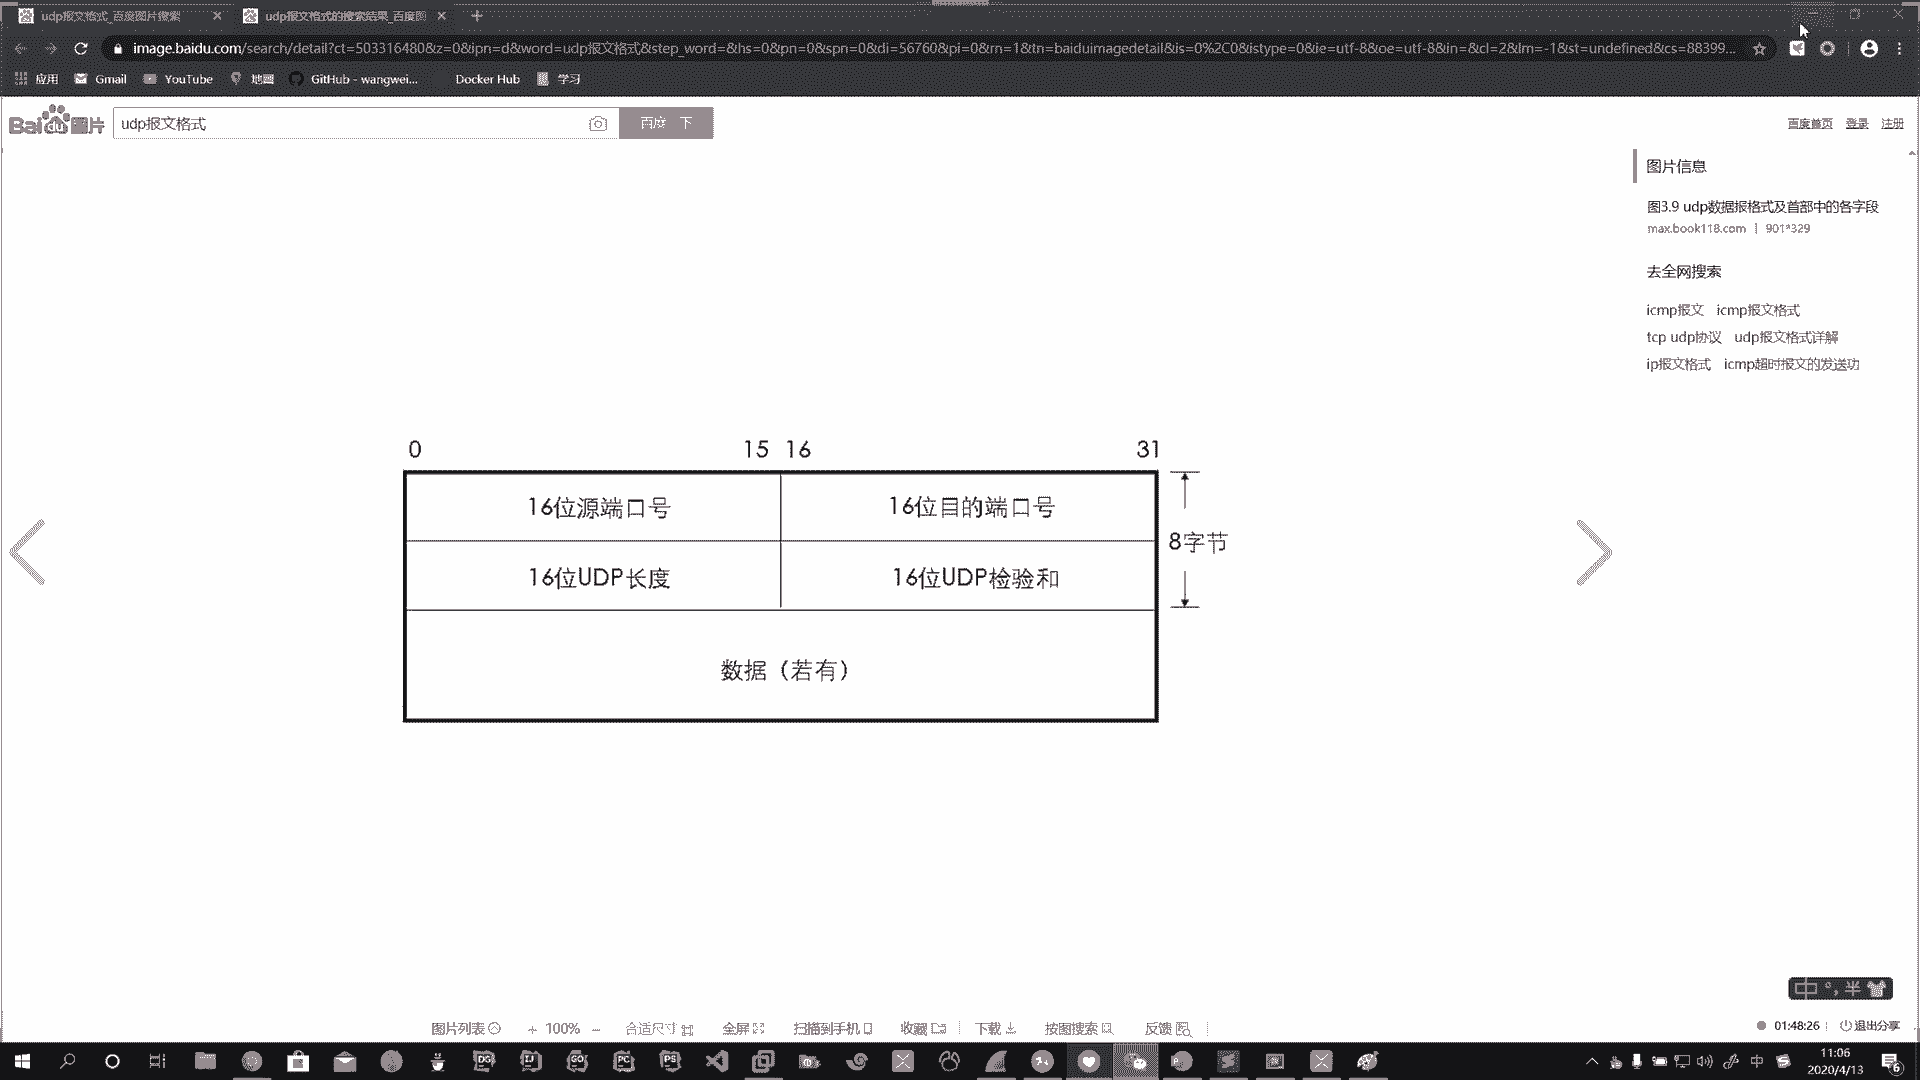 udp报文格式_百度图片搜索
udp报文格式的搜索结果_百度图
image.baidu.com/search/detail?ct=503316480&z=0&ipn=d&word=udp报文格式&step_word=&hs=0&pn=0&spn=0&di=56760&pi=0&rn=1&tn=baiduimagedetail&is=0%2C0&istype=0&ie=utf-8&oe=utf-8&in=&cl=2&lm=-1&st=undefined&cs=88399...
应用 Gmail YouTube 地图 GitHub - wangwei... Docker Hub 学习
Bai du 图片 udp报文格式 百度一下 百度首页 登录 注册
图片信息
图3.9 udp数据报格式及首部中的各字段
max.book118.com | 901*329
去全网搜索
icmp报文 icmp报文格式
tcp udp协议 udp报文格式详解
ip报文格式 icmp超时报文的发送功
0 15 16 31
16位源端口号 16位目的端口号
8字节
16位UDP长度 16位UDP检验和
数据（若有）
中 °, 半
图片列表 + 100% − 合适尺寸 全屏 扫描到手机 收藏 下载 按图搜索 反馈
01:48:26 退出分享
DG IJ GO PC PS
中
11:06
2020/4/13
6